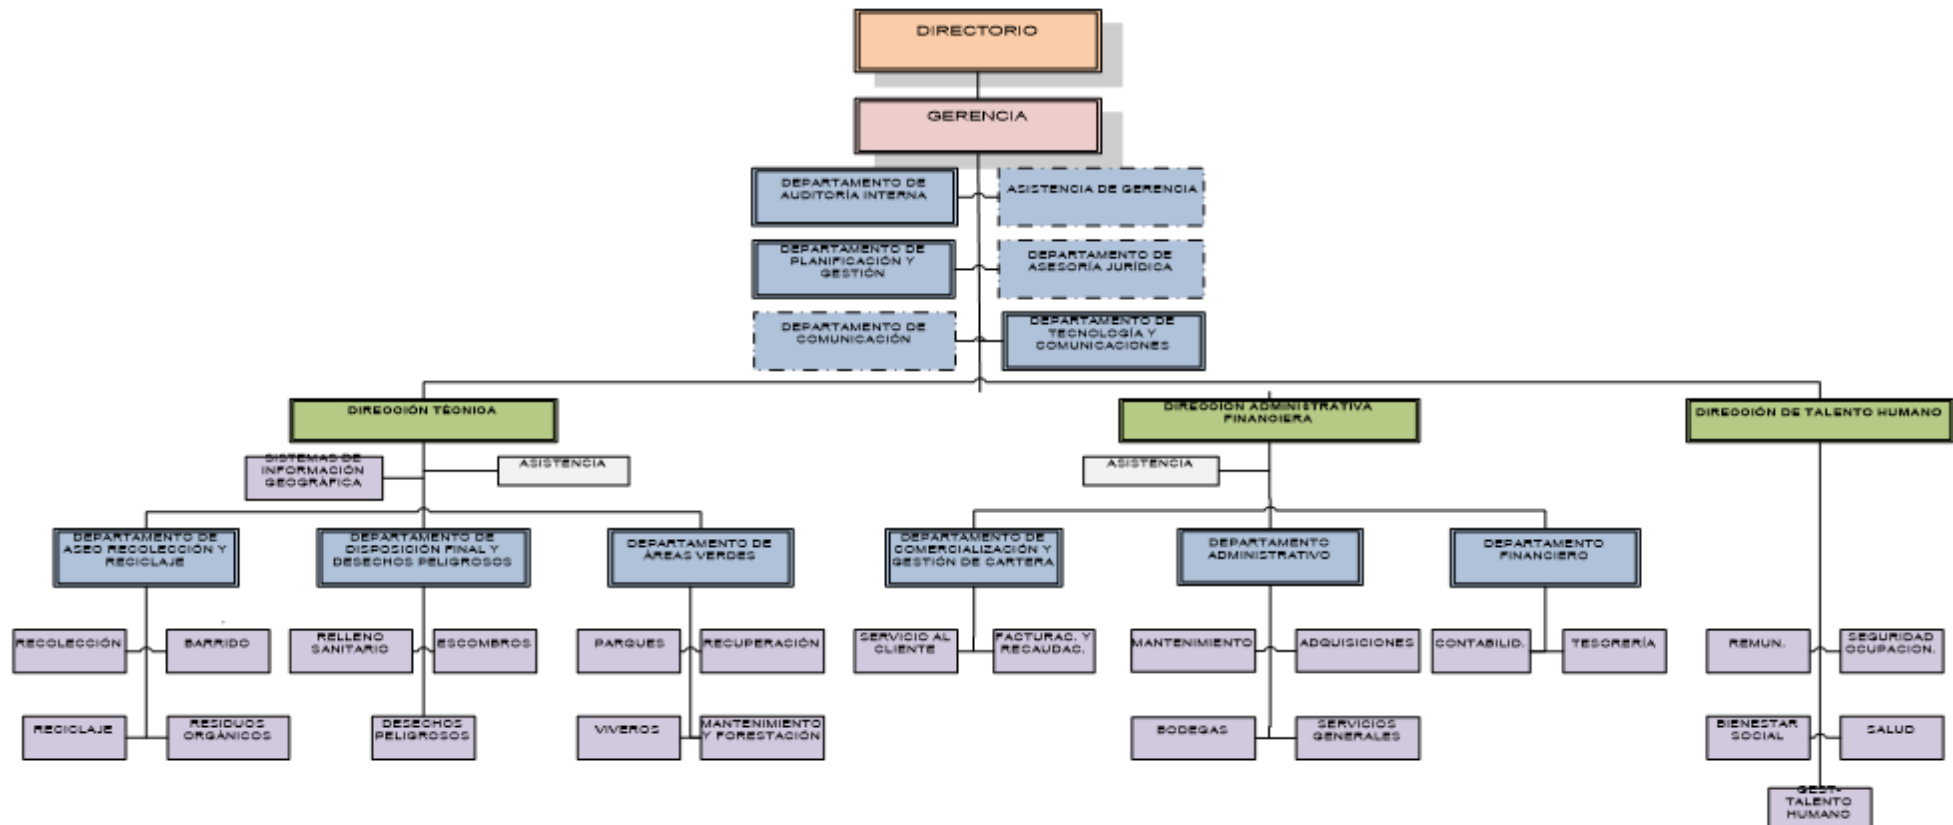 DIRECTORIO
GERENCIA
DEPARTAMENTO DE
AUDITORÍA INTERNA
ASISTENCIA DE GERENCIA
DEPARTAMENTO DE
PLANIFICACIÓN Y
GESTIÓN
DEPARTAMENTO DE
ASESORÍA JURÍDICA
DEPARTAMENTO DE
COMUNICACIÓN
DEPARTAMENTO DE
TECNOLOGÍA Y
COMUNICACIONES
DIRECCIÓN TÉCNICA
DIRECCIÓN ADMINISTRATIVA
FINANCIERA
DIRECCIÓN DE TALENTO HUMANO
SISTEMAS DE
INFORMACIÓN
GEOGRÁFICA
ASISTENCIA
ASISTENCIA
DEPARTAMENTO DE
ASEO RECOLECCIÓN Y
RECICLAJE
DEPARTAMENTO DE
DISPOSICIÓN FINAL Y
DESECHOS PELIGROSOS
DEPARTAMENTO DE
ÁREAS VERDES
DEPARTAMENTO DE
COMERCIALIZACIÓN Y
GESTIÓN DE CARTERA
DEPARTAMENTO
ADMINISTRATIVO
DEPARTAMENTO
FINANCIERO
RECOLECCIÓN
BARRIDO
RELLENO
SANITARIO
ESCOMBROS
PARQUES
RECUPERACIÓN
SERVICIO AL
CLIENTE
FACTURAC. Y
RECAUDAC.
MANTENIMIENTO
ADQUISICIONES
CONTABILID.
TESORERÍA
REMUN.
SEGURIDAD
OCUPACION.
RECICLAJE
RESIDUOS
ORGÁNICOS
DESECHOS
PELIGROSOS
VIVEROS
MANTENIMIENTO
Y FORESTACIÓN
BODEGAS
SERVICIOS
GENERALES
BIENESTAR
SOCIAL
SALUD
GEST-
TALENTO
HUMANO